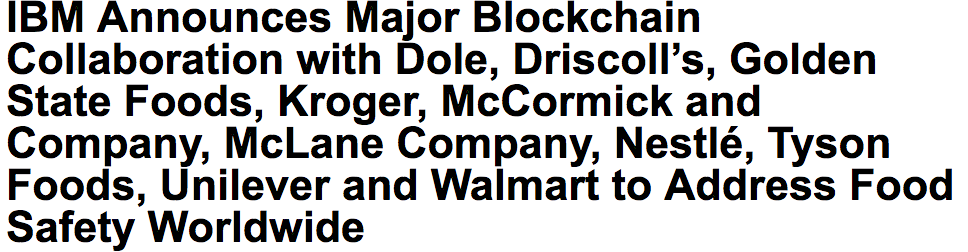 IBM Announces Major Blockchain
Collaboration with Dole, Driscoll’s, Golden
State Foods, Kroger, McCormick and
Company, McLane Company, Nestlé, Tyson
Foods, Unilever and Walmart to Address Food
Safety Worldwide